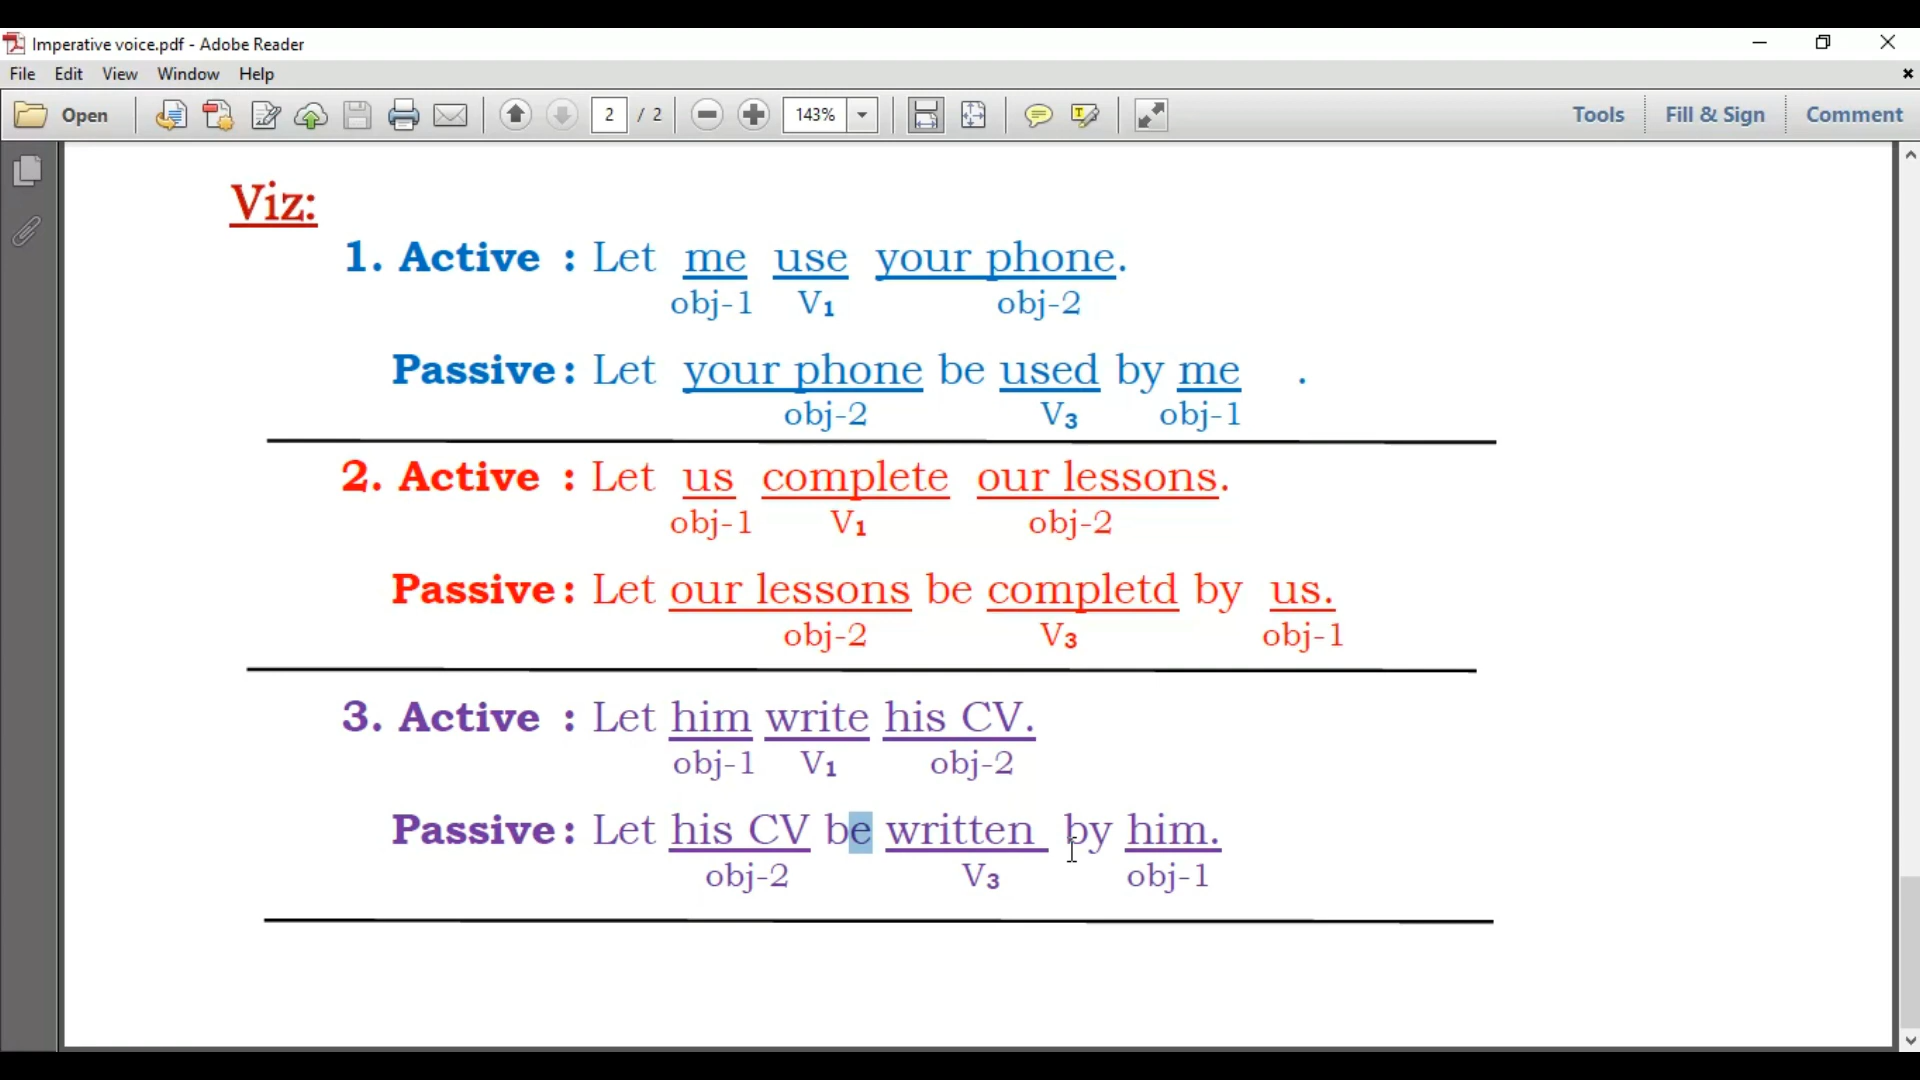 Imperative voice.pdf - Adobe Reader
File Edit View Window Help
Open 2 / 2 143% Tools Fill & Sign Comment
Viz:
1. Active : Let me use your phone.
obj-1 V1 obj-2
Passive : Let your phone be used by me .
obj-2 V3 obj-1
2. Active : Let us complete our lessons.
obj-1 V1 obj-2
Passive : Let our lessons be completd by us.
obj-2 V3 obj-1
3. Active : Let him write his CV.
obj-1 V1 obj-2
Passive : Let his CV be written by him.
obj-2 V3 obj-1